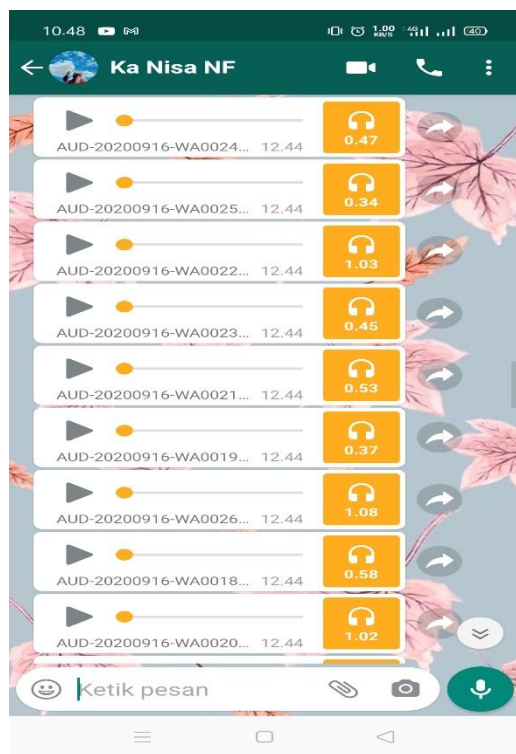 10.48 1.00 KB/S 4G 40
Ka Nisa NF
0.47
AUD-20200916-WA0024... 12.44
0.34
AUD-20200916-WA0025... 12.44
1.03
AUD-20200916-WA0022... 12.44
0.45
AUD-20200916-WA0023... 12.44
0.53
AUD-20200916-WA0021... 12.44
0.37
AUD-20200916-WA0019... 12.44
1.08
AUD-20200916-WA0026... 12.44
0.58
AUD-20200916-WA0018... 12.44
1.02
AUD-20200916-WA0020... 12.44
Ketik pesan